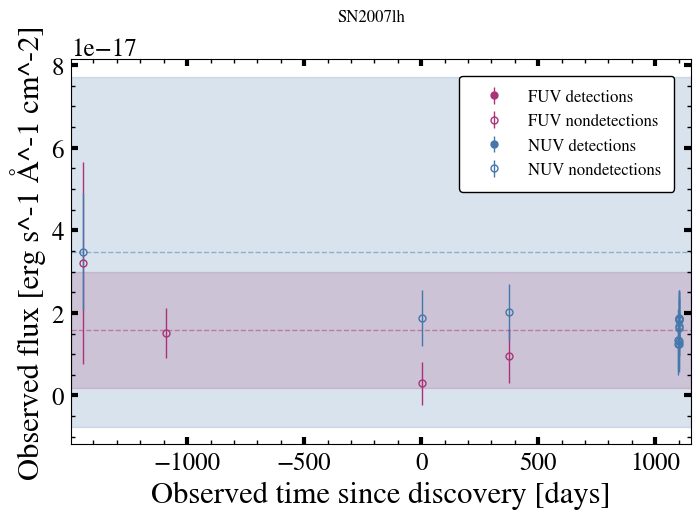 SN2007lh
1e−17
8
6
4
2
0
Observed flux [erg s^-1 Å^-1 cm^-2]
FUV detections
FUV nondetections
NUV detections
NUV nondetections
−1000
−500
0
500
1000
Observed time since discovery [days]